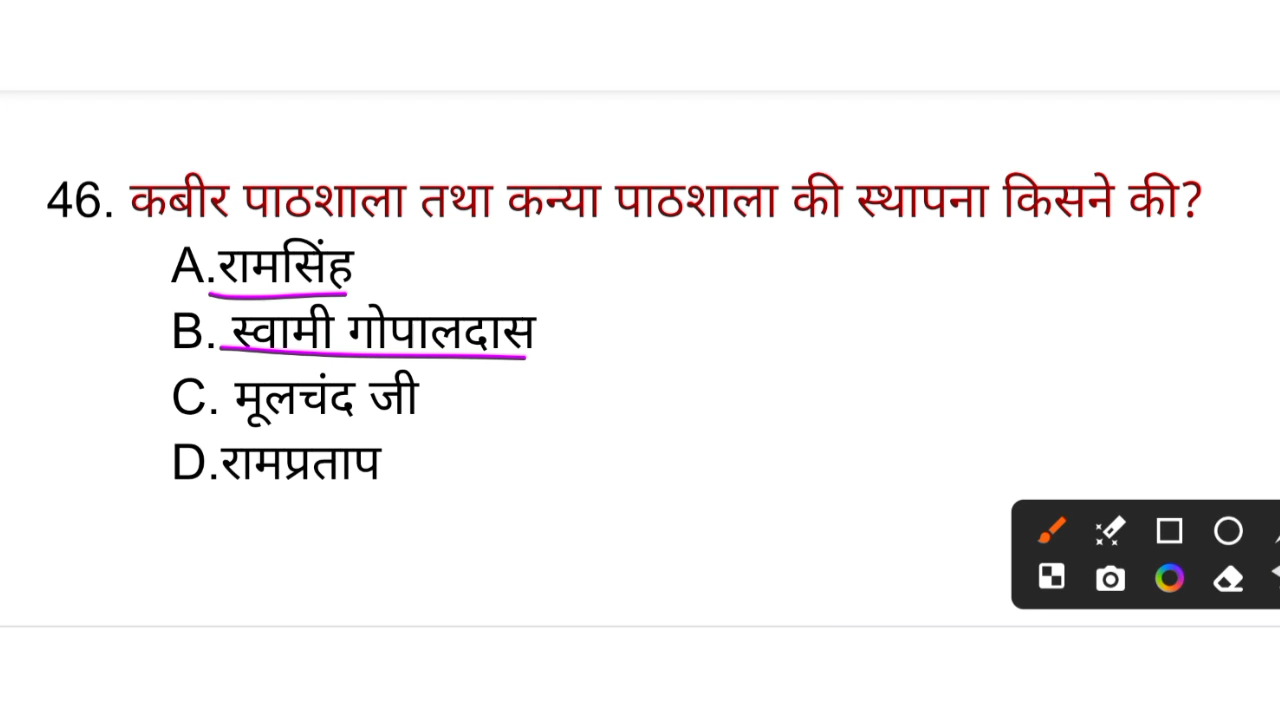 46. कबीर पाठशाला तथा कन्या पाठशाला की स्थापना किसने की?
A.रामसिंह
B. स्वामी गोपालदास
C. मूलचंद जी
D.रामप्रताप